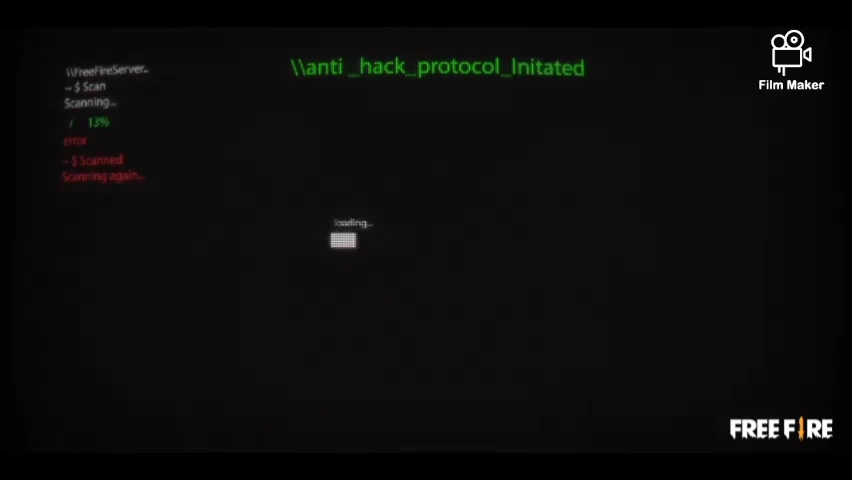 \\FreeFireServer..
~ $ Scan
Scanning...
/ 13%
error
~ $ Scanned
Scanning again...
\\anti _hack_protocol_Initated
loading...
Film Maker
FREE FIRE